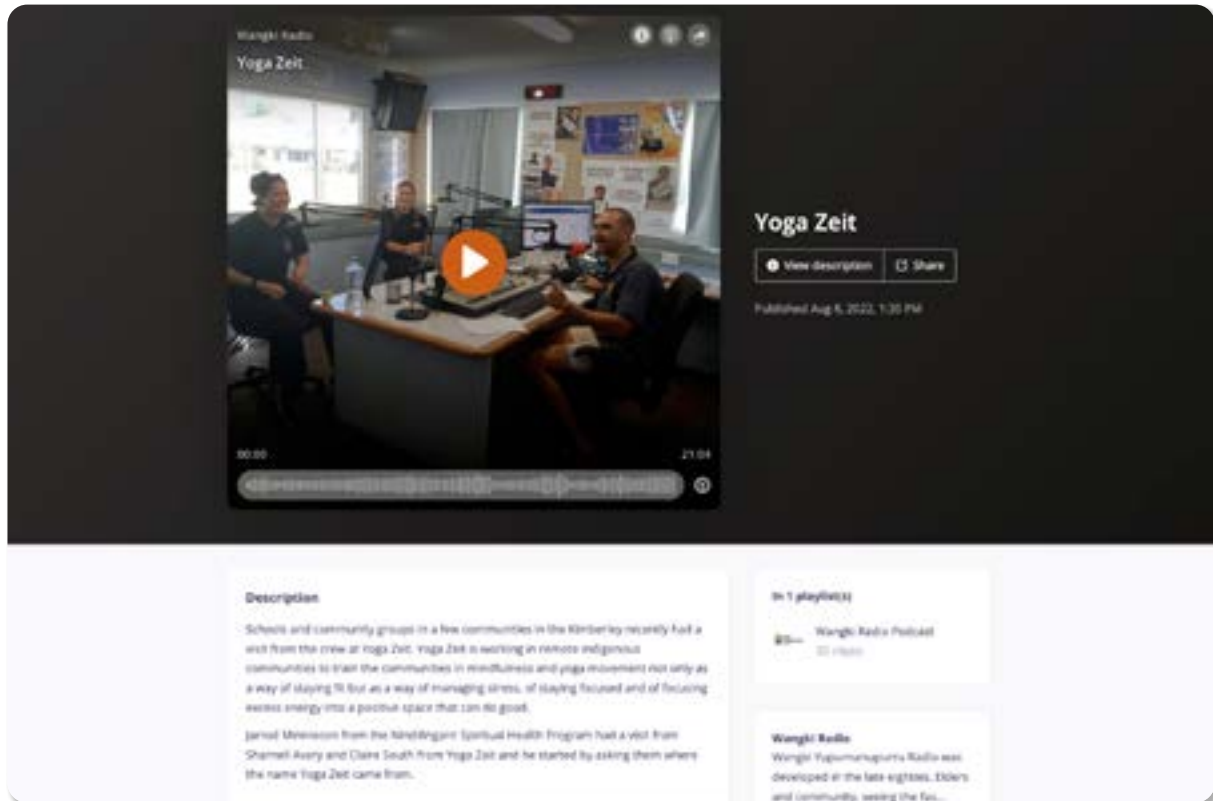 Wangki Radio
Yoga Zeit
Yoga Zeit
View description
Share
Published Aug 6, 2022, 1:30 PM
00:00
21:04
Description
Schools and community groups in a few communities in the Kimberley recently had a
visit from the crew at Yoga Zeit. Yoga Zeit is working in remote indigenous
communities to train the communities in mindfulness and yoga movement not only as
a way of staying fit but as a way of managing stress, of staying focused and of focusing
excess energy into a positive space that can do good.
Jarrod from the Spiritual Health Program had a visit from
Sharnell Avery and Claire South from Yoga Zeit and he started by asking them where
the name Yoga Zeit came from.
In 1 playlist(s)
Wangki Radio Podcast
Wangki Radio
Wangki Yupurnanupurru Radio was
developed in the late eighties. Elders
and community, seeing the fas...